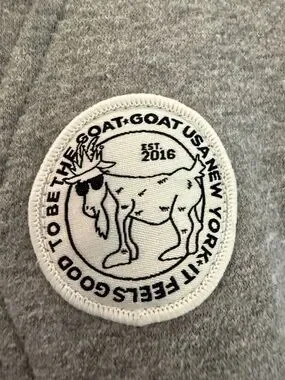 GOAT USA NEW YORK • IT FEELS GOOD TO BE THE GOAT •
EST.
2016